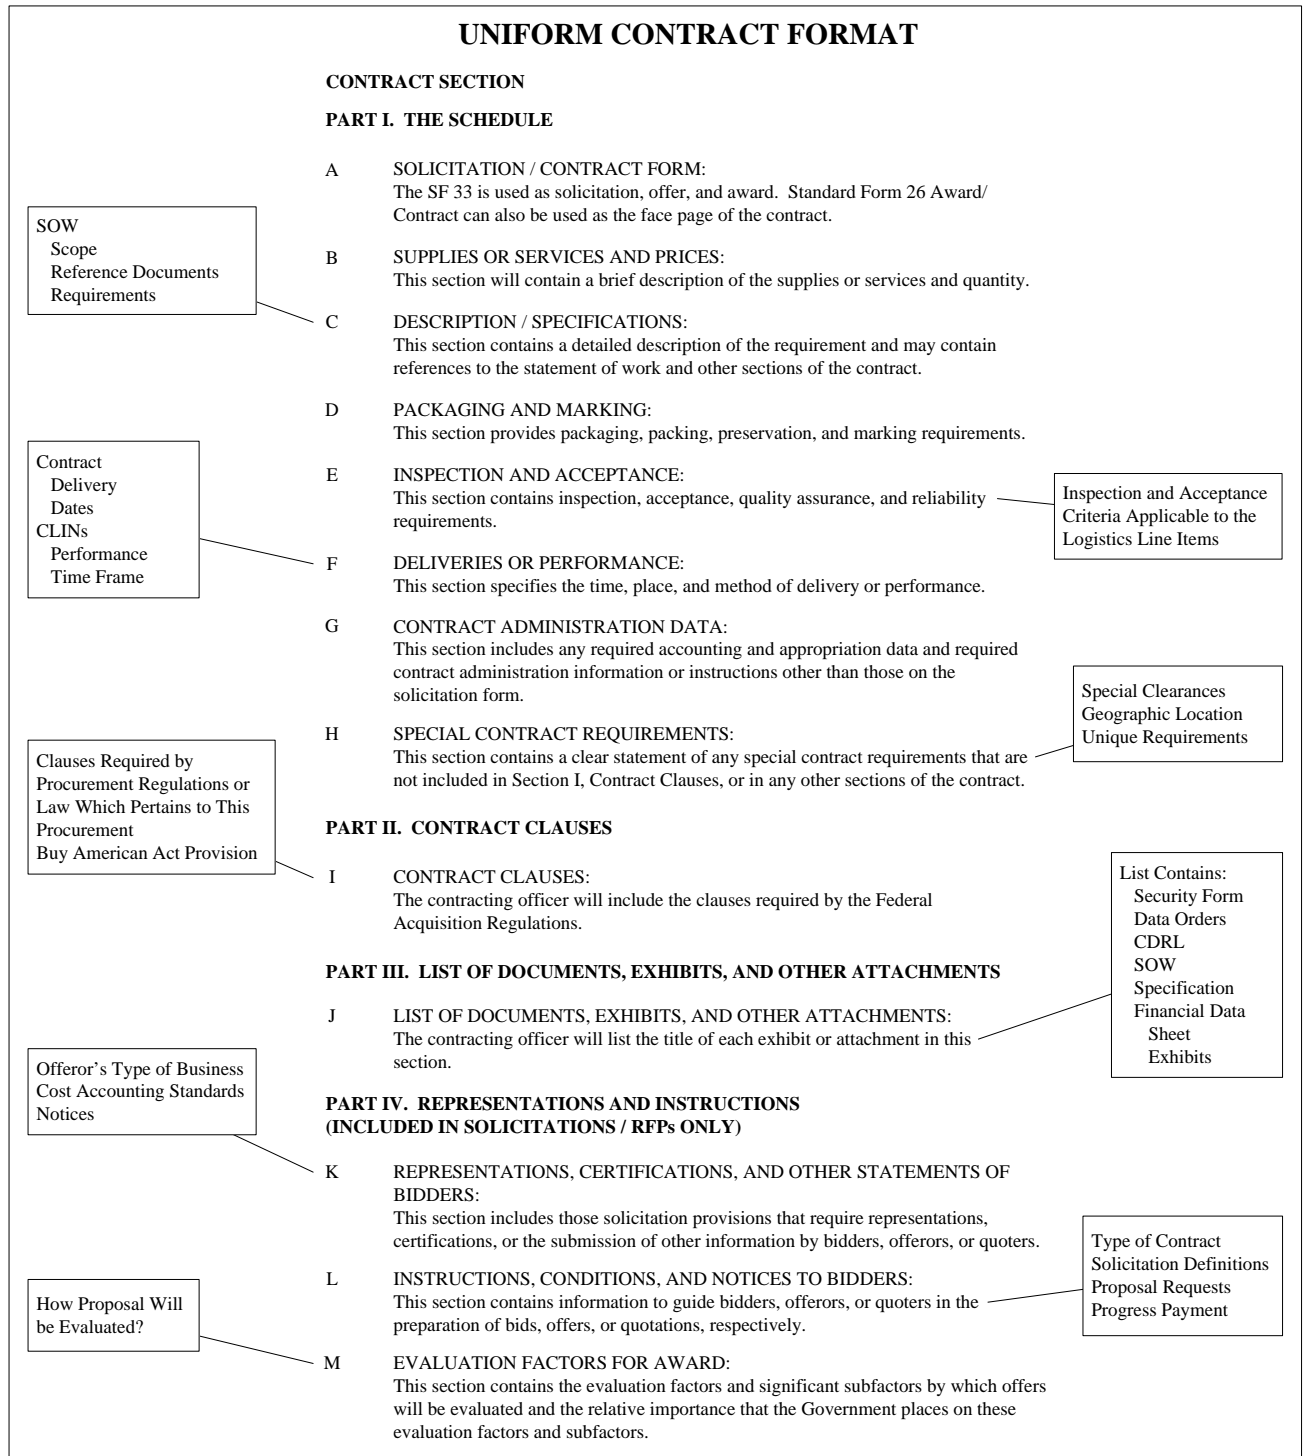 UNIFORM CONTRACT FORMAT
CONTRACT SECTION
PART I. THE SCHEDULE
A SOLICITATION / CONTRACT FORM:
The SF 33 is used as solicitation, offer, and award. Standard Form 26 Award/
Contract can also be used as the face page of the contract.
SOW
Scope
Reference Documents
Requirements
B SUPPLIES OR SERVICES AND PRICES:
This section will contain a brief description of the supplies or services and quantity.
C DESCRIPTION / SPECIFICATIONS:
This section contains a detailed description of the requirement and may contain
references to the statement of work and other sections of the contract.
D PACKAGING AND MARKING:
This section provides packaging, packing, preservation, and marking requirements.
Contract
Delivery
Dates
CLINs
Performance
Time Frame
E INSPECTION AND ACCEPTANCE:
This section contains inspection, acceptance, quality assurance, and reliability
requirements.
Inspection and Acceptance
Criteria Applicable to the
Logistics Line Items
F DELIVERIES OR PERFORMANCE:
This section specifies the time, place, and method of delivery or performance.
G CONTRACT ADMINISTRATION DATA:
This section includes any required accounting and appropriation data and required
contract administration information or instructions other than those on the
solicitation form.
Special Clearances
Geographic Location
Unique Requirements
H SPECIAL CONTRACT REQUIREMENTS:
This section contains a clear statement of any special contract requirements that are
not included in Section I, Contract Clauses, or in any other sections of the contract.
Clauses Required by
Procurement Regulations or
Law Which Pertains to This
Procurement
Buy American Act Provision
PART II. CONTRACT CLAUSES
I CONTRACT CLAUSES:
The contracting officer will include the clauses required by the Federal
Acquisition Regulations.
List Contains:
Security Form
Data Orders
CDRL
SOW
Specification
Financial Data
Sheet
Exhibits
PART III. LIST OF DOCUMENTS, EXHIBITS, AND OTHER ATTACHMENTS
J LIST OF DOCUMENTS, EXHIBITS, AND OTHER ATTACHMENTS:
The contracting officer will list the title of each exhibit or attachment in this
section.
Offeror's Type of Business
Cost Accounting Standards
Notices
PART IV. REPRESENTATIONS AND INSTRUCTIONS
(INCLUDED IN SOLICITATIONS / RFPs ONLY)
K REPRESENTATIONS, CERTIFICATIONS, AND OTHER STATEMENTS OF
BIDDERS:
This section includes those solicitation provisions that require representations,
certifications, or the submission of other information by bidders, offerors, or quoters.
Type of Contract
Solicitation Definitions
Proposal Requests
Progress Payment
L INSTRUCTIONS, CONDITIONS, AND NOTICES TO BIDDERS:
This section contains information to guide bidders, offerors, or quoters in the
preparation of bids, offers, or quotations, respectively.
How Proposal Will
be Evaluated?
M EVALUATION FACTORS FOR AWARD:
This section contains the evaluation factors and significant subfactors by which offers
will be evaluated and the relative importance that the Government places on these
evaluation factors and subfactors.